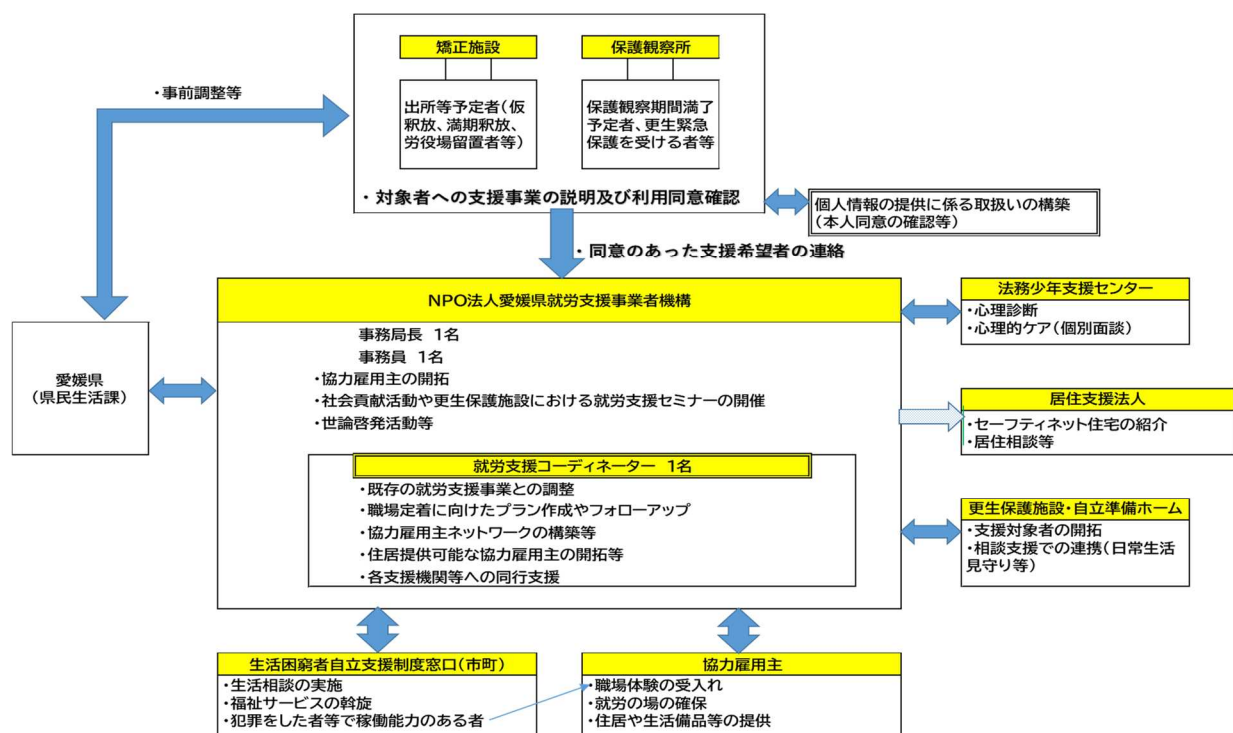 ・事前調整等
矯正施設
出所等予定者(仮
釈放、満期釈放、
労役場留置者等)
保護観察所
保護観察期間満了
予定者、更生緊急
保護を受ける者等
・対象者への支援事業の説明及び利用同意確認
個人情報の提供に係る取扱いの構築
(本人同意の確認等)
・同意のあった支援希望者の連絡
愛媛県
(県民生活課)
NPO法人愛媛県就労支援事業者機構
事務局長 1名
事務員 1名
・協力雇用主の開拓
・社会貢献活動や更生保護施設における就労支援セミナーの開催
・世論啓発活動等
就労支援コーディネーター 1名
・既存の就労支援事業との調整
・職場定着に向けたプラン作成やフォローアップ
・協力雇用主ネットワークの構築等
・住居提供可能な協力雇用主の開拓等
・各支援機関等への同行支援
法務少年支援センター
・心理診断
・心理的ケア(個別面談)
居住支援法人
・セーフティネット住宅の紹介
・居住相談等
更生保護施設・自立準備ホーム
・支援対象者の開拓
・相談支援での連携(日常生活
見守り等)
生活困窮者自立支援制度窓口(市町)
・生活相談の実施
・福祉サービスの斡旋
・犯罪をした者等で稼働能力のある者
協力雇用主
・職場体験の受入れ
・就労の場の確保
・住居や生活備品等の提供